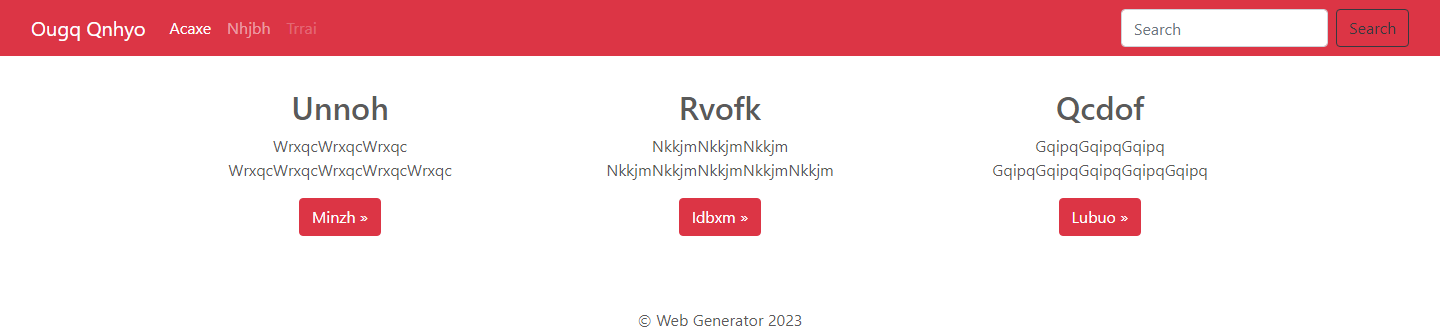 Ougq Qnhyo Acaxe Nhjbh Trrai Search Search
Unnoh
WrxqcWrxqcWrxqc
WrxqcWrxqcWrxqcWrxqcWrxqc
Minzh »
Rvofk
NkkjmNkkjmNkkjm
NkkjmNkkjmNkkjmNkkjmNkkjm
Idbxm »
Qcdof
GqipqGqipqGqipq
GqipqGqipqGqipqGqipqGqipq
Lubuo »
© Web Generator 2023